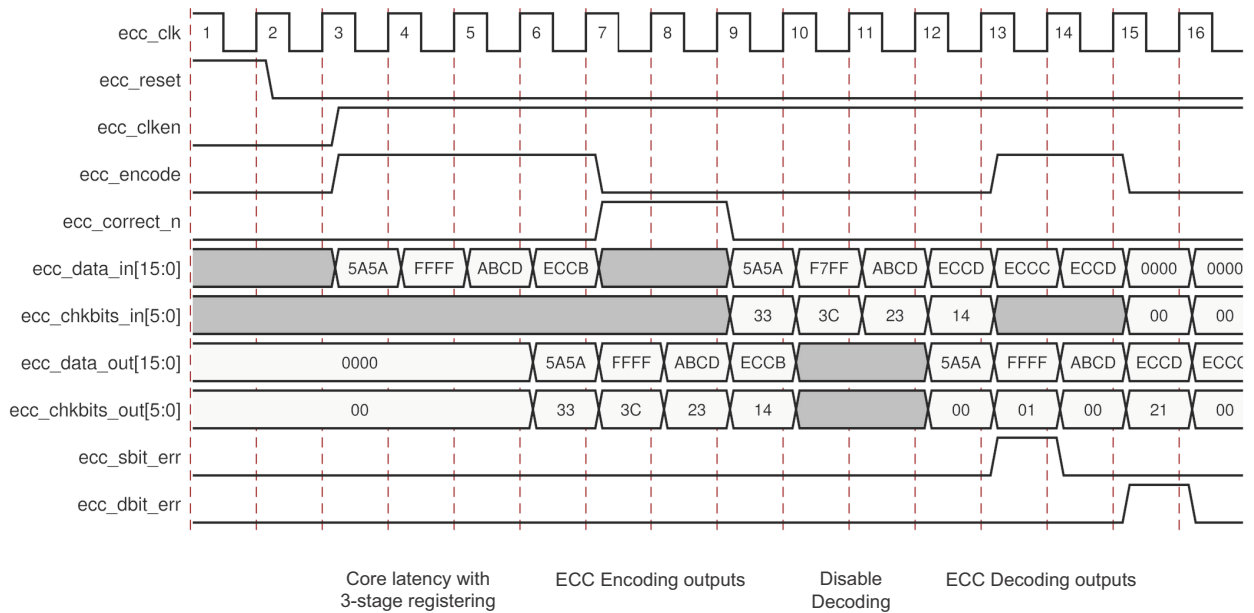 ecc_clk 1 2 3 4 5 6 7 8 9 10 11 12 13 14 15 16
ecc_reset
ecc_clken
ecc_encode
ecc_correct_n
ecc_data_in[15:0] 5A5A FFFF ABCD ECCB 5A5A F7FF ABCD ECCD ECCC ECCD 0000 0000
ecc_chkbits_in[5:0] 33 3C 23 14 00 00
ecc_data_out[15:0] 0000 5A5A FFFF ABCD ECCB 5A5A FFFF ABCD ECCD ECCC
ecc_chkbits_out[5:0] 00 33 3C 23 14 00 01 00 21 00
ecc_sbit_err
ecc_dbit_err
Core latency with ECC Encoding outputs Disable ECC Decoding outputs
3-stage registering Decoding